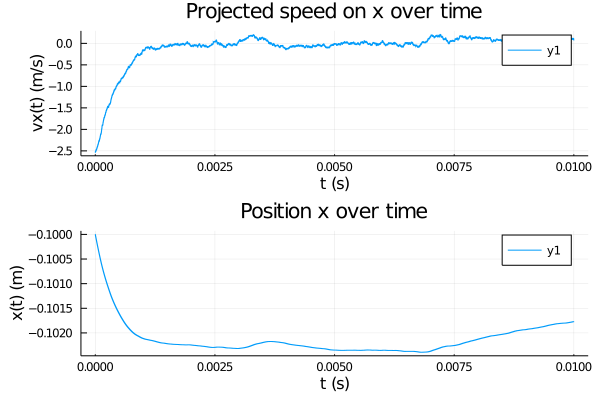 Projected speed on x over time
y1
0.0
−0.5
−1.0
−1.5
−2.0
−2.5
vx(t) (m/s)
0.0000
0.0025
0.0050
0.0075
0.0100
t (s)
Position x over time
y1
−0.1000
−0.1005
−0.1010
−0.1015
−0.1020
x(t) (m)
0.0000
0.0025
0.0050
0.0075
0.0100
t (s)